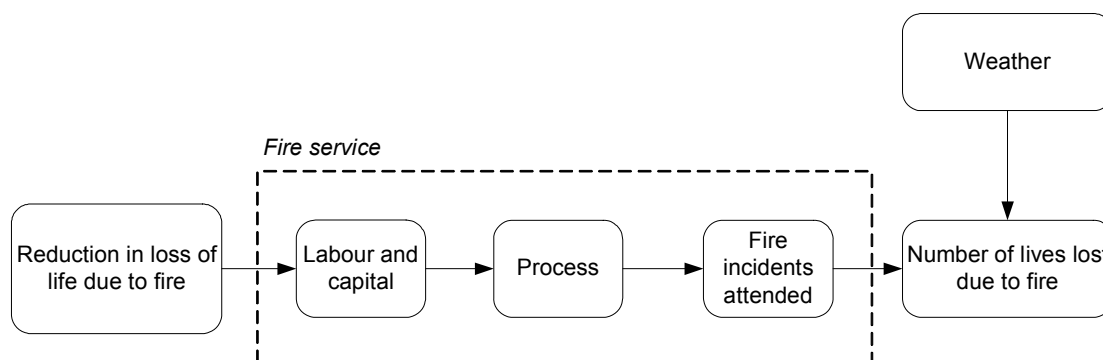 Weather
Fire service
Reduction in loss of
life due to fire
Labour and
capital
Process
Fire
incidents
attended
Number of lives lost
due to fire